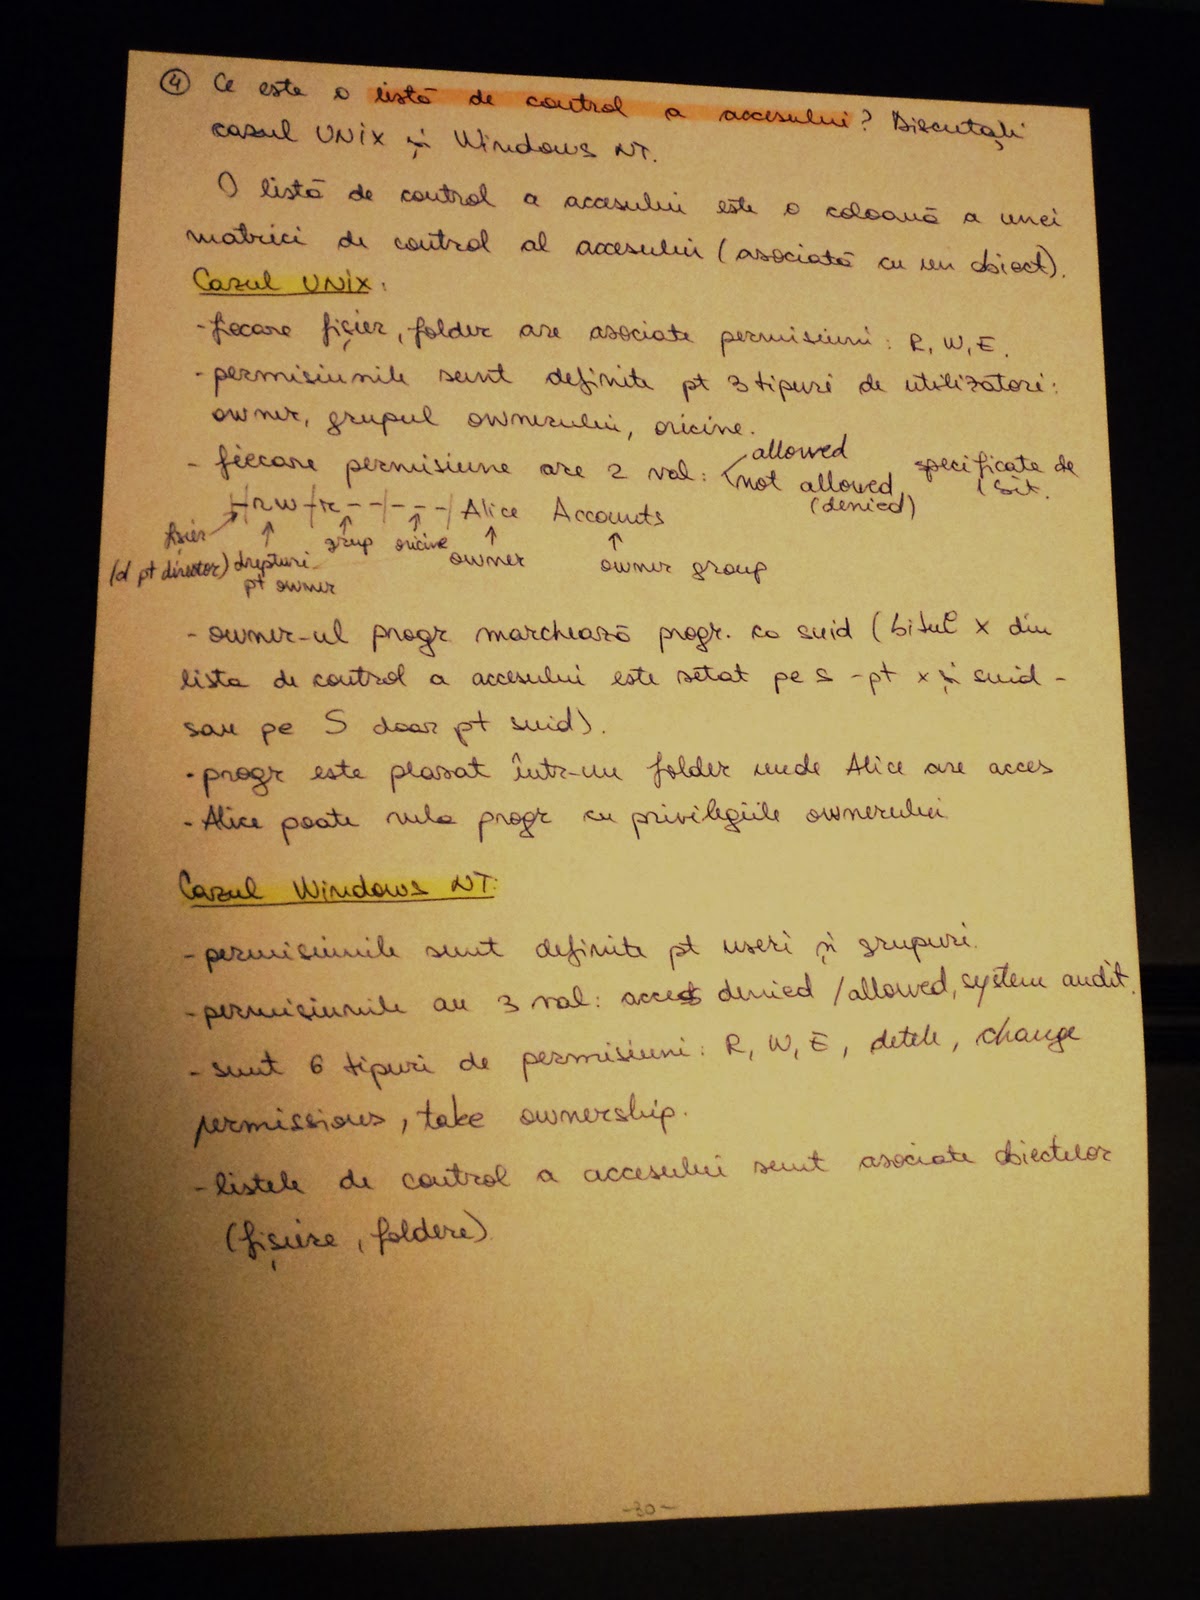 ④ Ce este o listă de control a accesului? Discutați
cazul UNIX și Windows NT.
O listă de control a accesului este o coloană a unei
matrici de control al accesului (asociată cu un obiect).
Cazul UNIX:
- fiecare fișier, folder are asociate permisiuni: R, W, E.
- permisiunile sunt definite pt 3 tipuri de utilizatori:
owner, grupul ownerului, oricine.
- fiecare permisiune are 2 val: allowed
not allowed, specificate de
(denied) 1 bit.
|-|rw-|r--|---| Alice Accounts
fișier
(d pt director) drepturi pt owner grup oricine owner owner group
- owner-ul progr marchează progr. ca suid (bitul x din
lista de control a accesului este setat pe s - pt x și suid -
sau pe S doar pt suid).
- progr este plasat într-un folder unde Alice are acces
- Alice poate rula progr cu privilegiile ownerului
Cazul Windows NT:
- permisiunile sunt definite pt useri și grupuri.
- permisiunile au 3 val: access denied / allowed, system audit.
- sunt 6 tipuri de permisiuni: R, W, E, detele, change
permissions, take ownership.
- listele de control a accesului sunt asociate obiectelor
(fișiere, foldere)
-30-